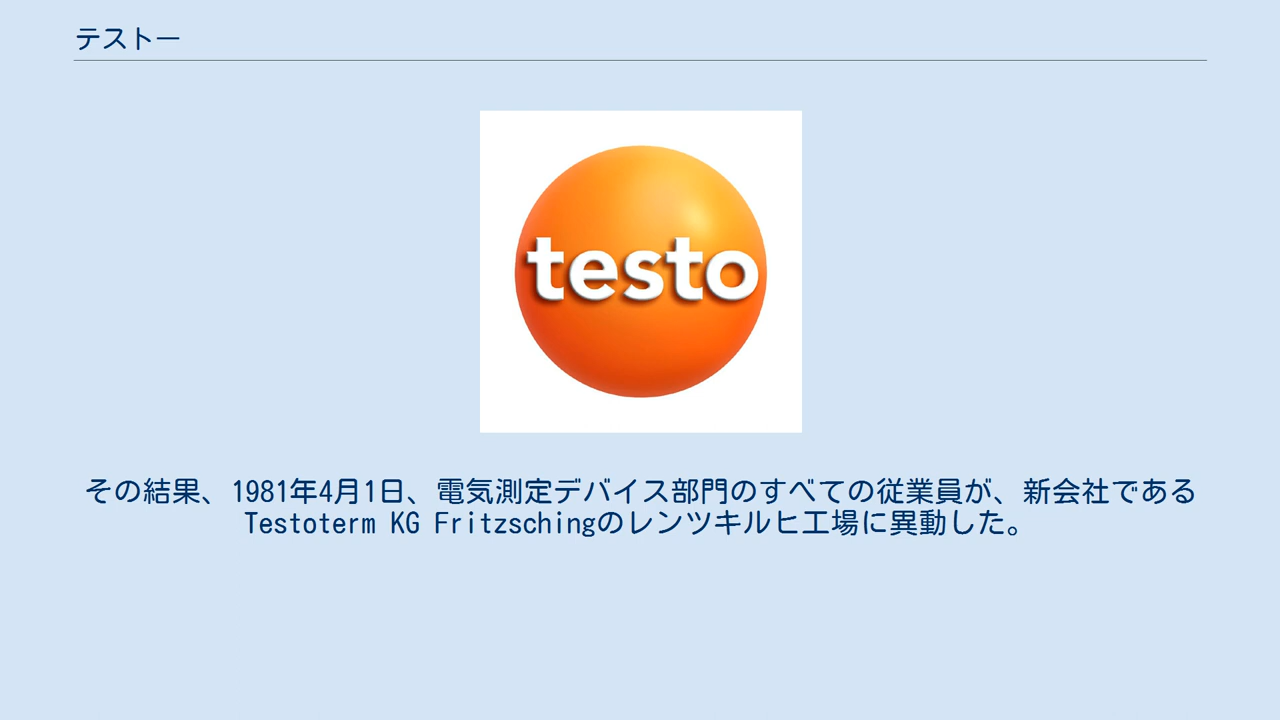 テストー
testo
その結果、1981年4月1日、電気測定デバイス部門のすべての従業員が、新会社である
Testoterm KG Fritzschingのレンツキルヒ工場に異動した。